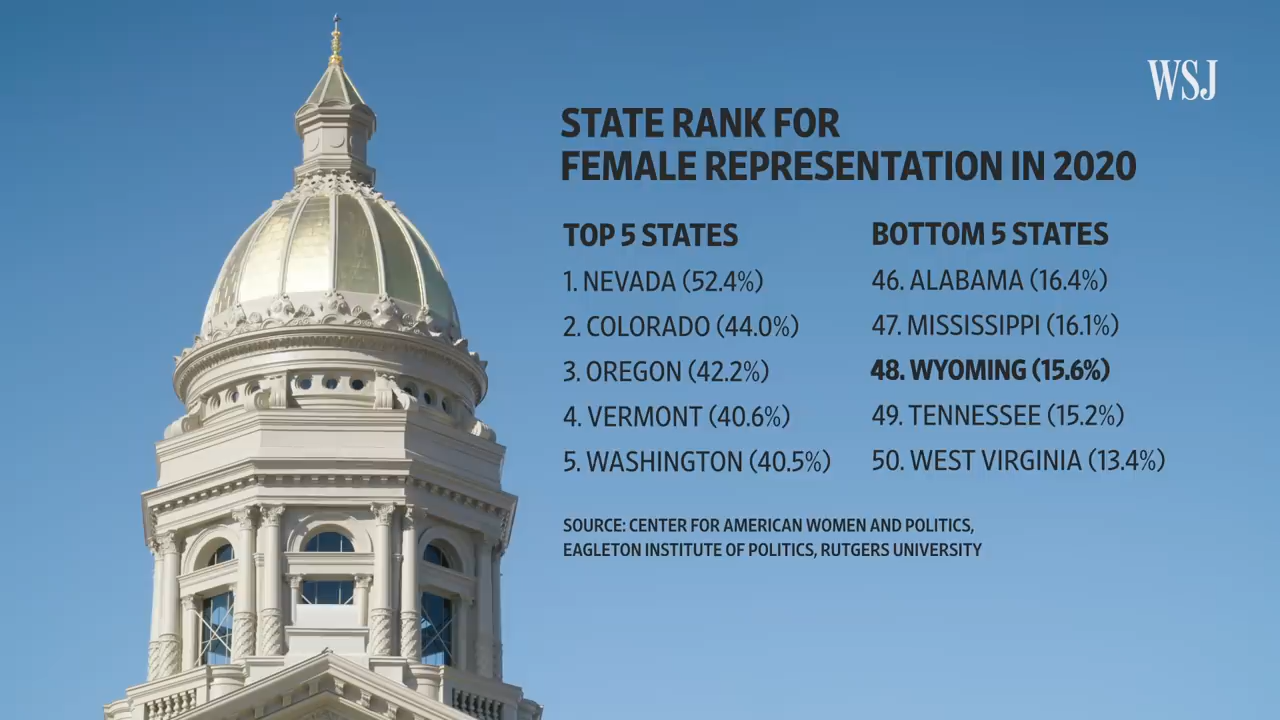 WSJ
STATE RANK FOR
FEMALE REPRESENTATION IN 2020
TOP 5 STATES
1. NEVADA (52.4%)
2. COLORADO (44.0%)
3. OREGON (42.2%)
4. VERMONT (40.6%)
5. WASHINGTON (40.5%)
BOTTOM 5 STATES
46. ALABAMA (16.4%)
47. MISSISSIPPI (16.1%)
48. WYOMING (15.6%)
49. TENNESSEE (15.2%)
50. WEST VIRGINIA (13.4%)
SOURCE: CENTER FOR AMERICAN WOMEN AND POLITICS,
EAGLETON INSTITUTE OF POLITICS, RUTGERS UNIVERSITY